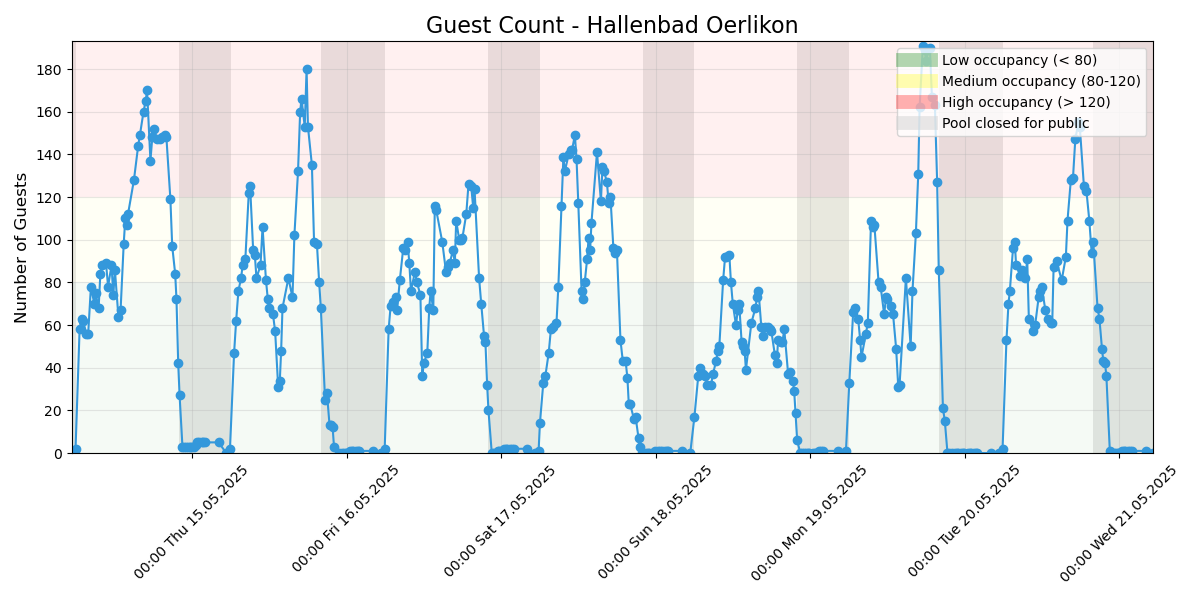 Guest Count - Hallenbad Oerlikon
Number of Guests
180
160
140
120
100
80
60
40
20
0
Low occupancy (< 80)
Medium occupancy (80-120)
High occupancy (> 120)
Pool closed for public
00:00 Thu 15.05.2025
00:00 Fri 16.05.2025
00:00 Sat 17.05.2025
00:00 Sun 18.05.2025
00:00 Mon 19.05.2025
00:00 Tue 20.05.2025
00:00 Wed 21.05.2025